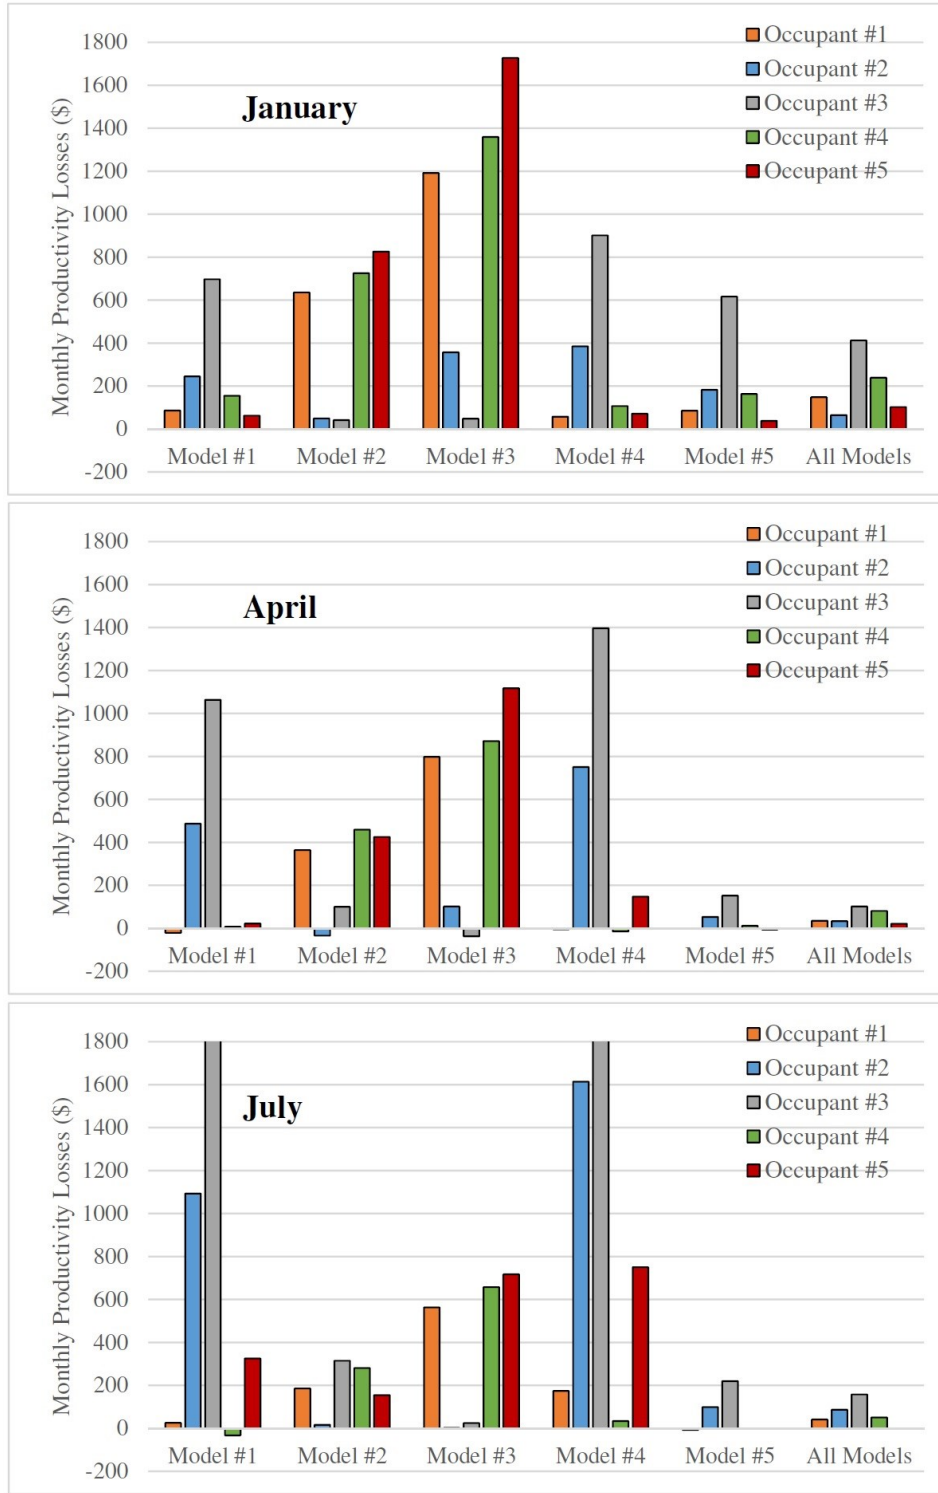 January
Monthly Productivity Losses ($)
1800
1600
1400
1200
1000
800
600
400
200
0
-200
Occupant #1
Occupant #2
Occupant #3
Occupant #4
Occupant #5
Model #1 Model #2 Model #3 Model #4 Model #5 All Models
April
Monthly Productivity Losses ($)
1800
1600
1400
1200
1000
800
600
400
200
0
-200
Occupant #1
Occupant #2
Occupant #3
Occupant #4
Occupant #5
Model #1 Model #2 Model #3 Model #4 Model #5 All Models
July
Monthly Productivity Losses ($)
1800
1600
1400
1200
1000
800
600
400
200
0
-200
Occupant #1
Occupant #2
Occupant #3
Occupant #4
Occupant #5
Model #1 Model #2 Model #3 Model #4 Model #5 All Models